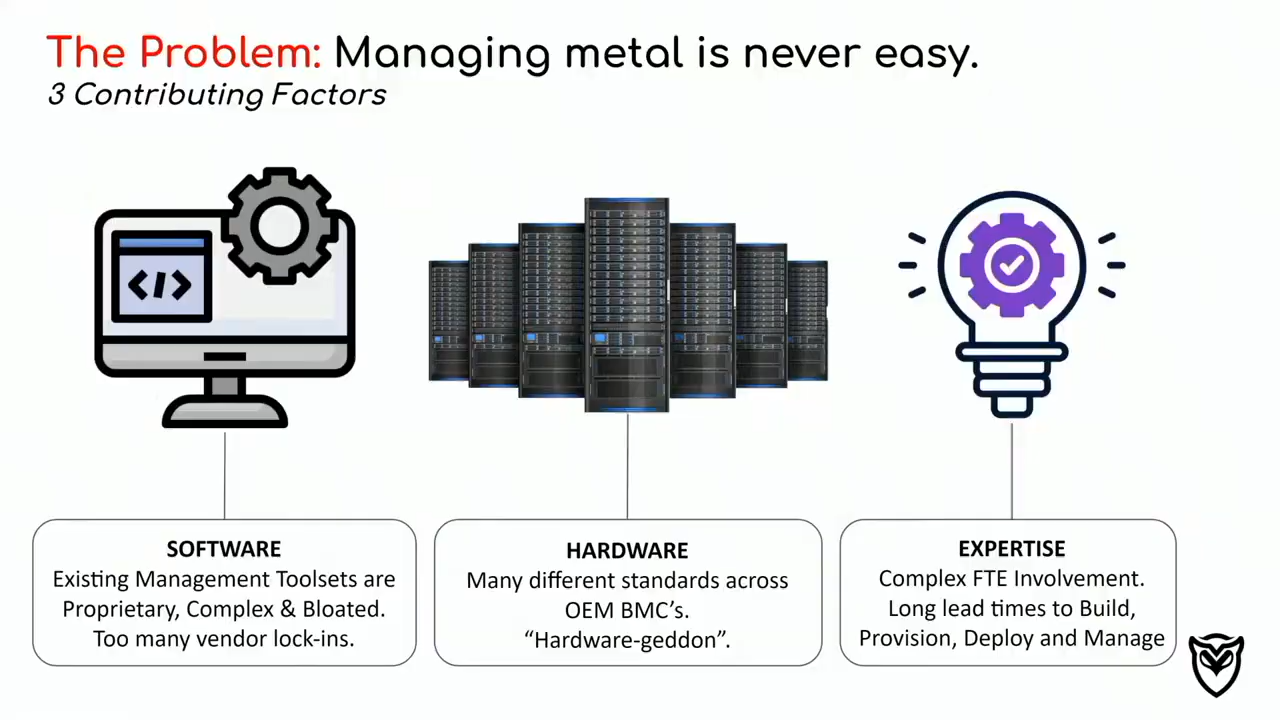 The Problem: Managing metal is never easy.
3 Contributing Factors
</>
SOFTWARE
Existing Management Toolsets are
Proprietary, Complex & Bloated.
Too many vendor lock-ins.
HARDWARE
Many different standards across
OEM BMC’s.
“Hardware-geddon”.
EXPERTISE
Complex FTE Involvement.
Long lead times to Build,
Provision, Deploy and Manage